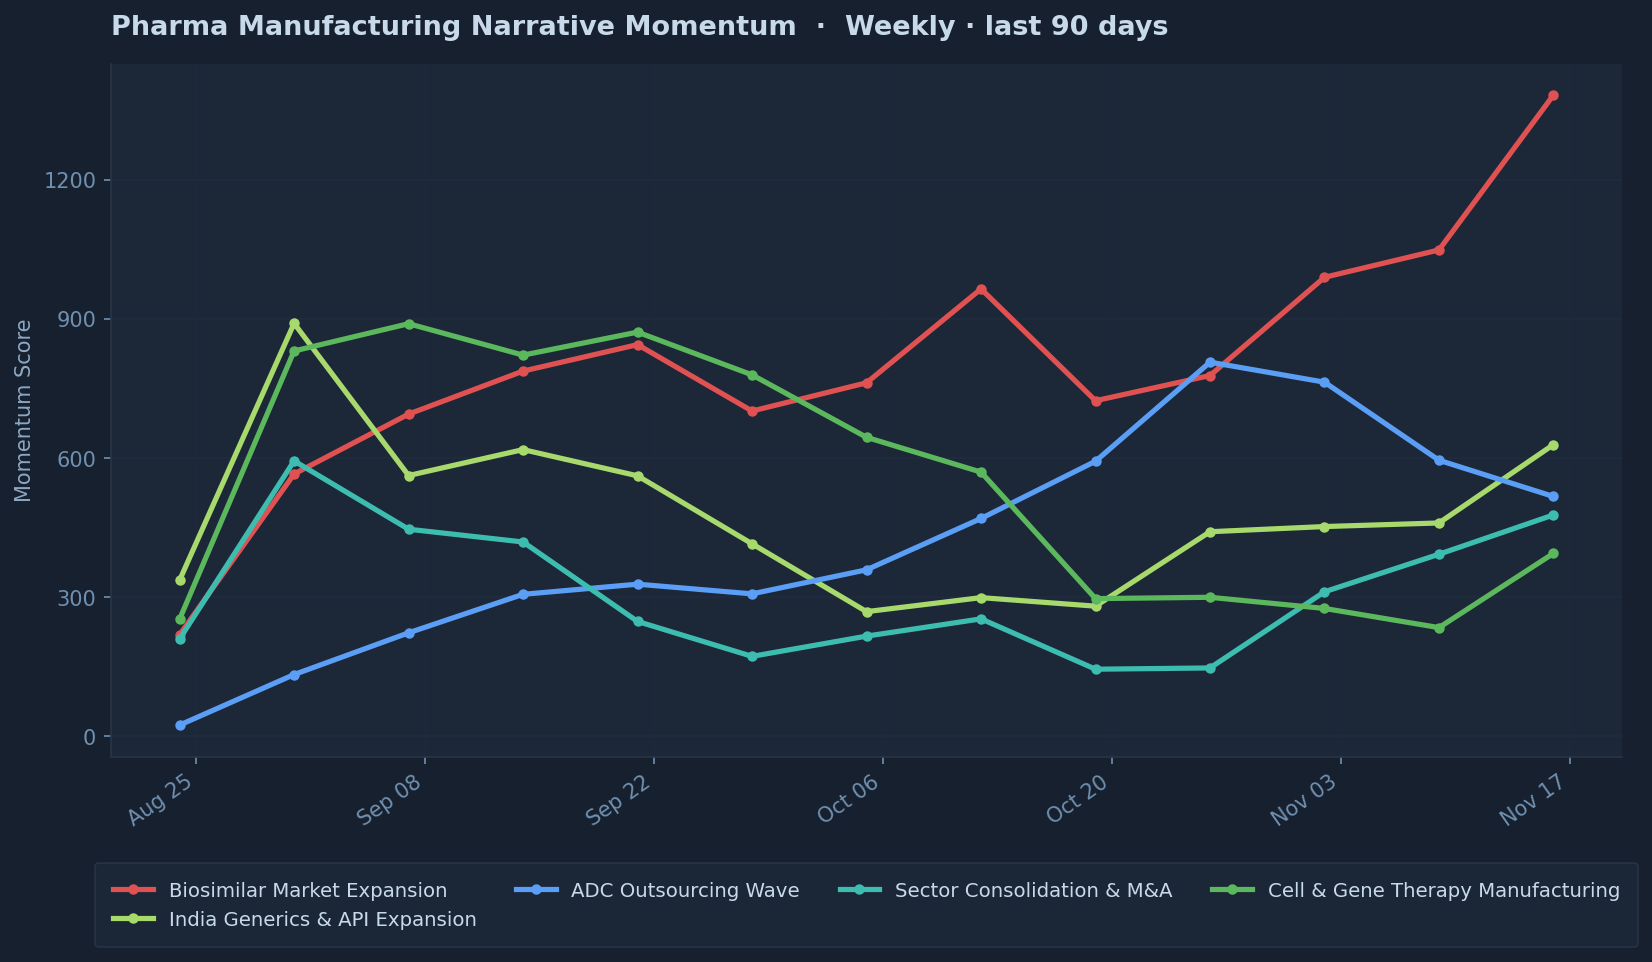 Pharma Manufacturing Narrative Momentum · Weekly · last 90 days
Momentum Score
1200
900
600
300
0
Aug 25
Sep 08
Sep 22
Oct 06
Oct 20
Nov 03
Nov 17
Biosimilar Market Expansion
ADC Outsourcing Wave
Sector Consolidation & M&A
Cell & Gene Therapy Manufacturing
India Generics & API Expansion